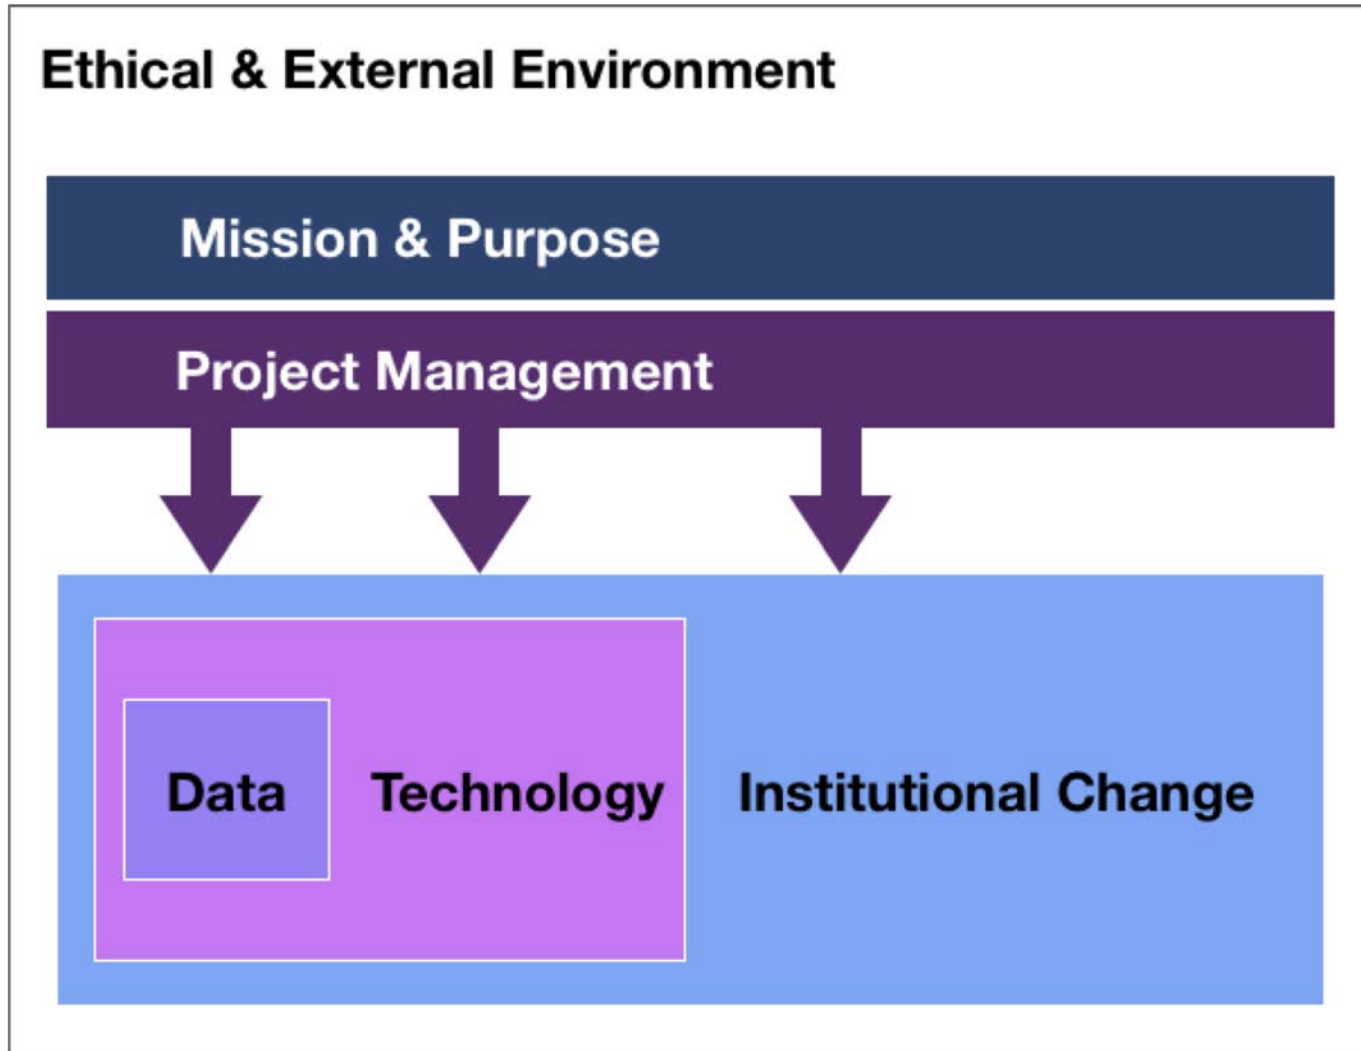 Ethical & External Environment
Mission & Purpose
Project Management
Data
Technology
Institutional Change